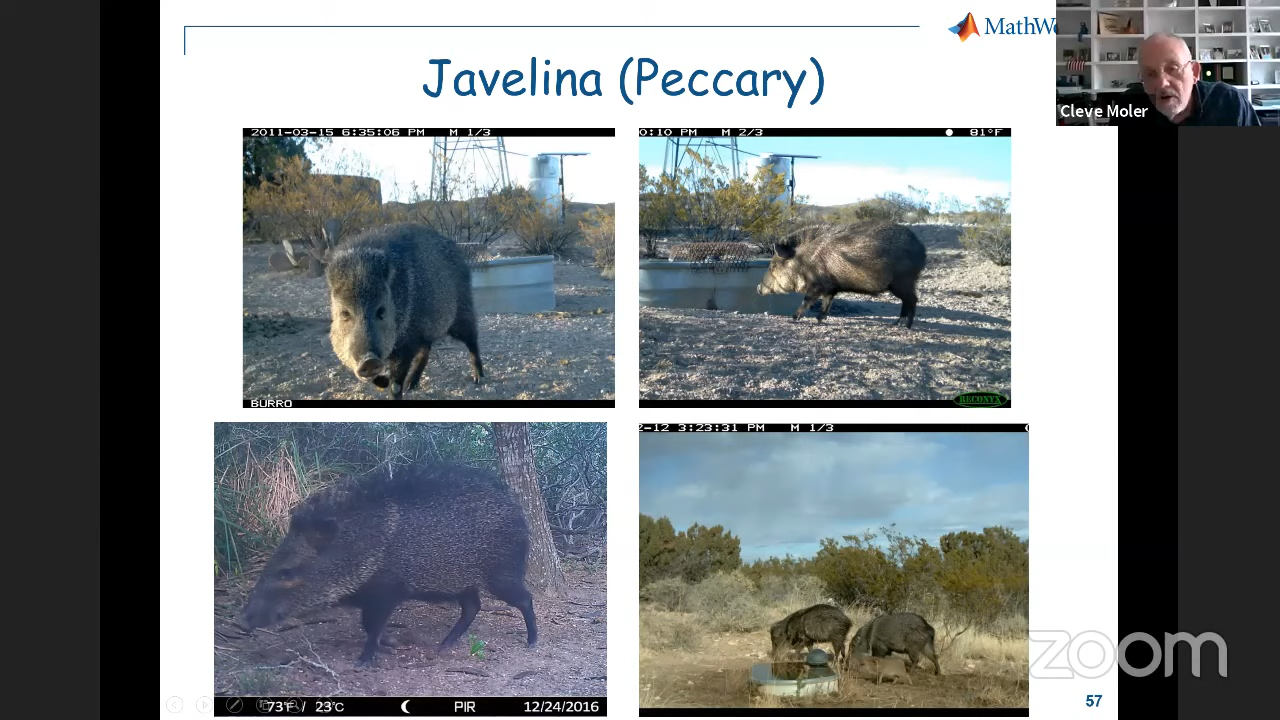 MathWo
Cleve Moler
Javelina (Peccary)
2011-03-15 6:35:06 PM M 1/3
0:10 PM M 2/3 81°F
BURRO
RECONYX
2-12 3:23:31 PM M 1/3
73°F / 23°C PIR 12/24/2016
zoom
57